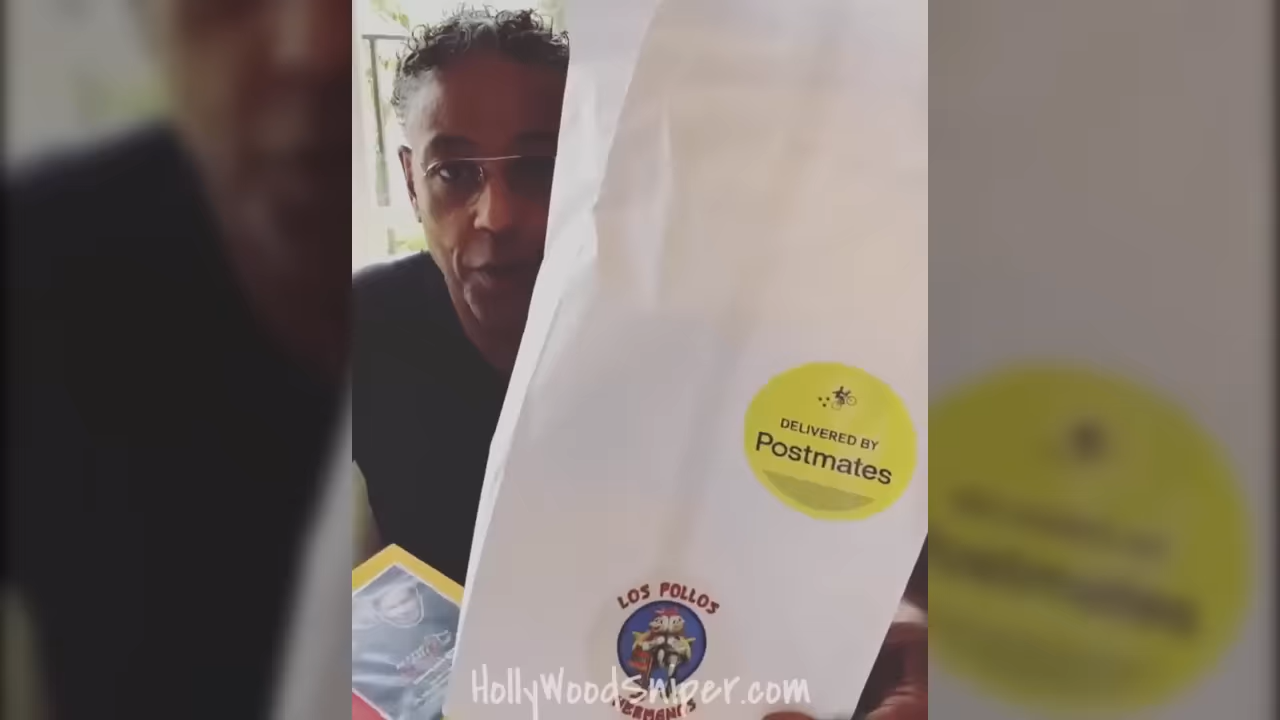 DELIVERED BY
Postmates
LOS POLLOS
HERMANOS
HollyWoodSniper.com